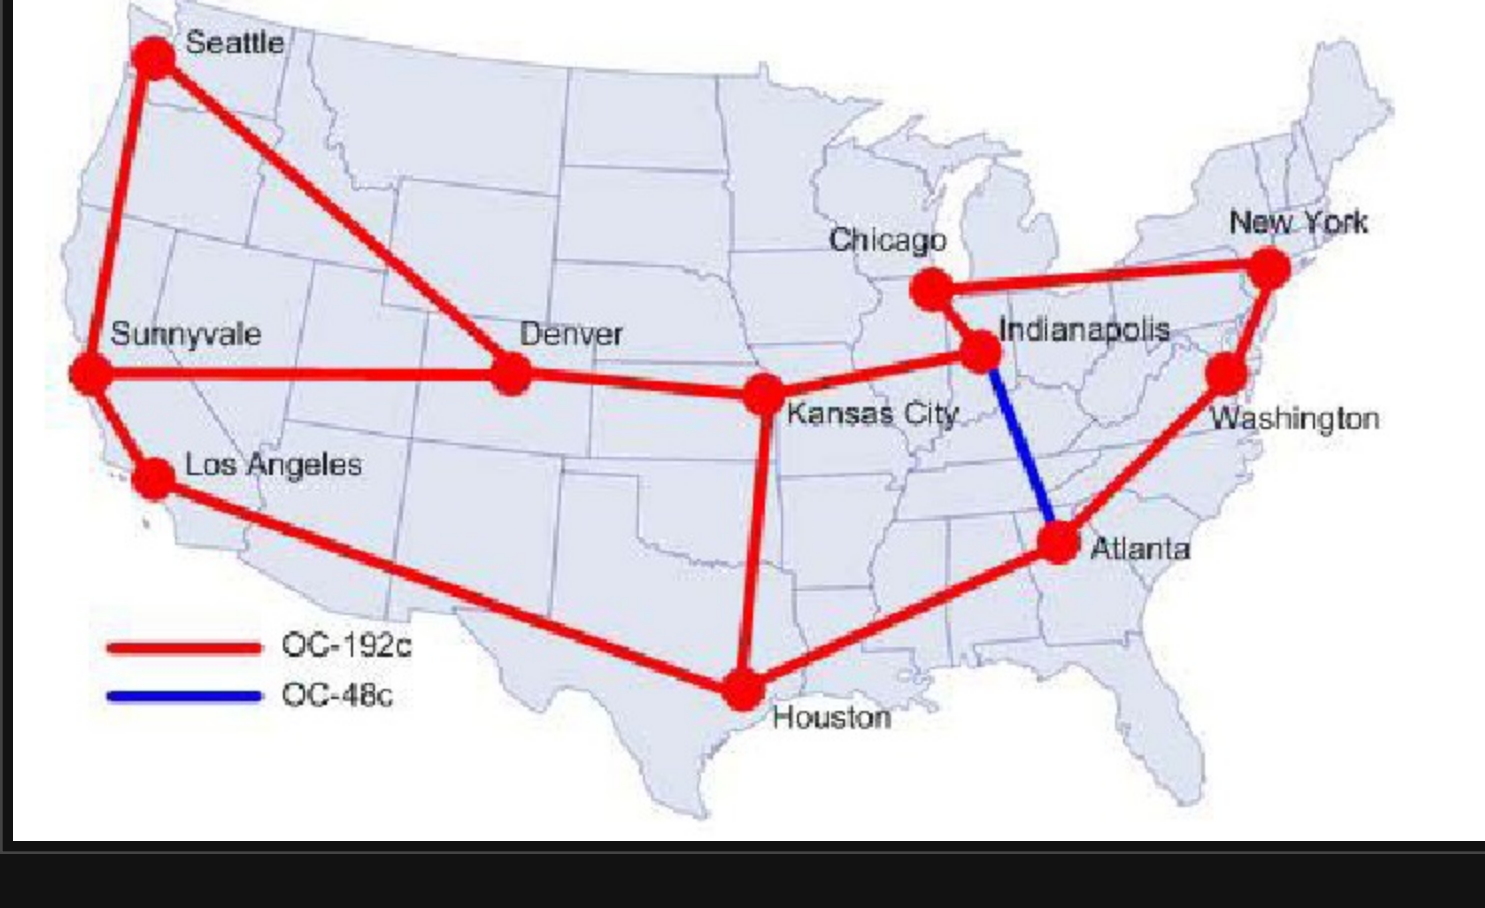 Seattle
New York
Chicago
Sunnyvale
Denver
Indianapolis
Kansas City
Washington
Los Angeles
Atlanta
OC-192c
OC-48c
Houston